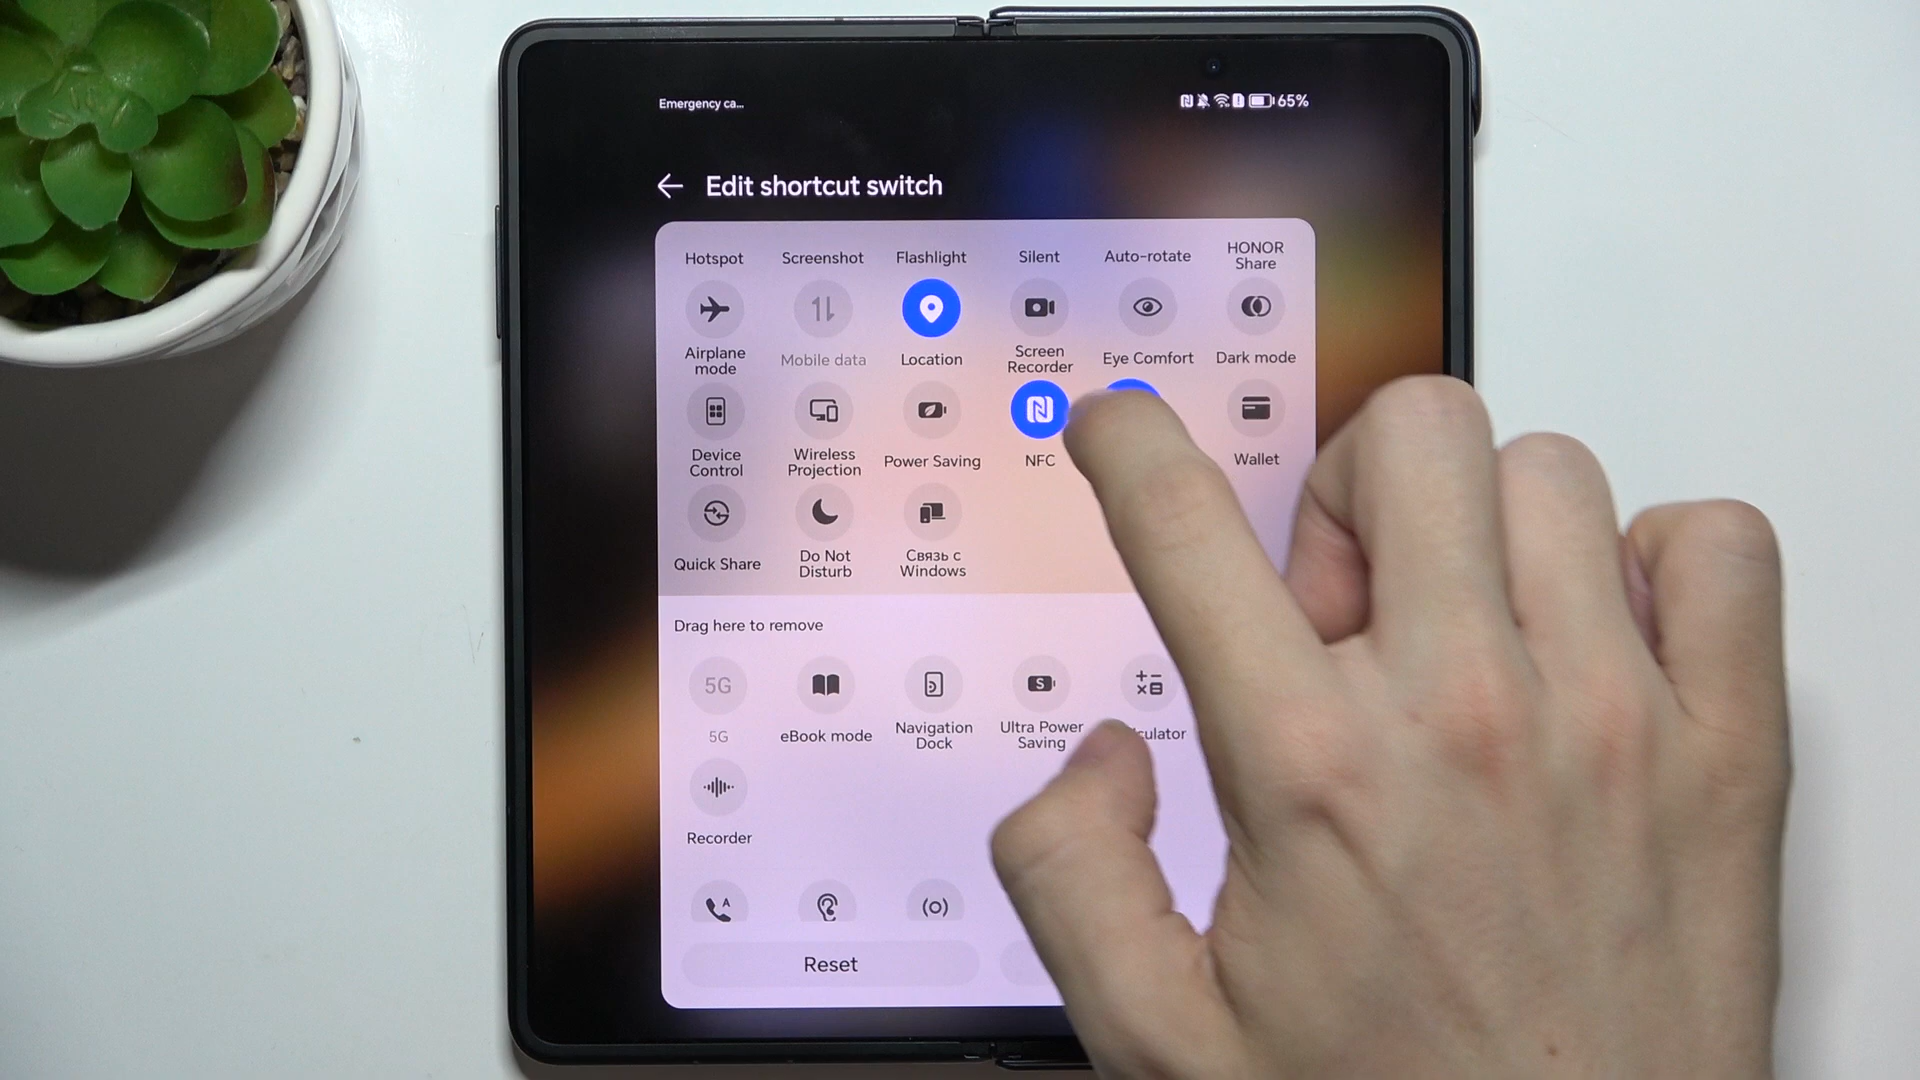 Emergency ca...
65%
Edit shortcut switch
Hotspot Screenshot Flashlight Silent Auto-rotate HONOR
Share
Airplane
mode Mobile data Location Screen
Recorder Eye Comfort Dark mode
Device
Control Wireless
Projection Power Saving NFC Wallet
Quick Share Do Not
Disturb Связь с
Windows
Drag here to remove
5G
S
5G eBook mode Navigation
Dock Ultra Power
Saving
Recorder
A
Reset